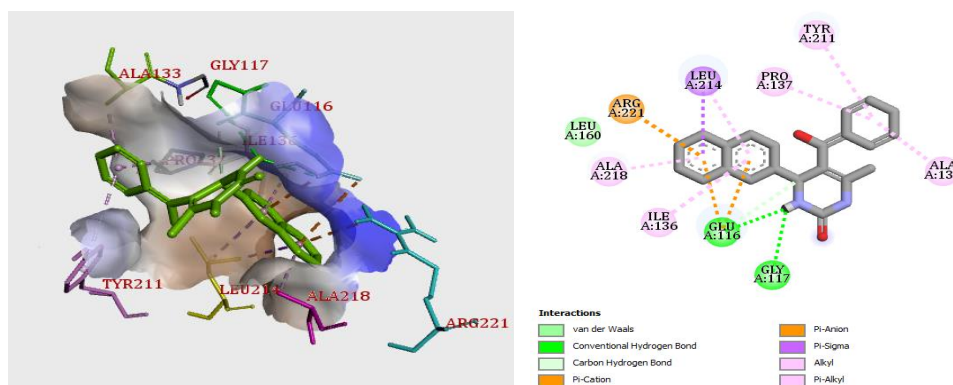 ALA133
GLY117
GLU116
ILE136
TYR211
LEU214
ALA218
ARG221
TYR
A:211
LEU
A:214
PRO
A:137
ARG
A:221
LEU
A:160
ALA
A:218
ALA
A:13
ILE
A:136
GLU
A:116
GLY
A:117
Interactions
van der Waals
Conventional Hydrogen Bond
Carbon Hydrogen Bond
Pi-Cation
Pi-Anion
Pi-Sigma
Alkyl
Pi-Alkyl